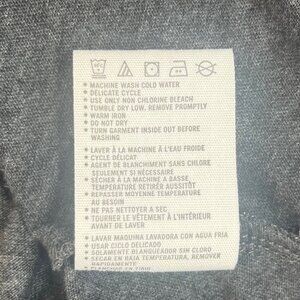 • MACHINE WASH COLD WATER
• DELICATE CYCLE
• USE ONLY NON CHLORINE BLEACH
• TUMBLE DRY LOW. REMOVE PROMPTLY
• WARM IRON
• DO NOT DRY
• TURN GARMENT INSIDE OUT BEFORE
WASHING
• LAVER À LA MACHINE À L'EAU FROIDE
• CYCLE DÉLICAT
• AGENT DE BLANCHIMENT SANS CHLORE
SEULEMENT SI NÉCESSAIRE
• SÉCHER À LA MACHINE A BASSE
TEMPÉRATURE RETIRER AUSSITÔT
• REPASSER MOYENNE TEMPÉRATURE
AU BESOIN
• NE PAS NETTOYER A SEC
• TOURNER LE VÊTEMENT À L'INTÉRIEUR
AVANT DE LAVER
• LAVAR MAQUINA LAVADORA CON AGUA FRIA
• USAR CICLO DELICADO
• SOLAMENTE BLANQUEAR SIN CLORO
• SECAR EN BAJA TEMPERATURA, REMOVER
RAPIDAMENTE